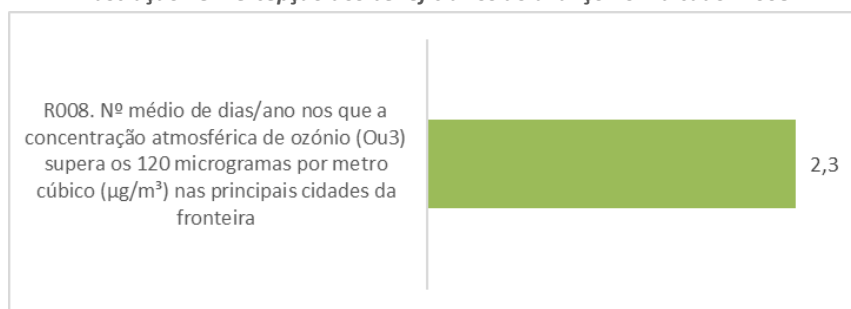 R008. Nº médio de dias/ano nos que a
concentração atmosférica de ozónio (Ou3)
supera os 120 microgramas por metro
cúbico (µg/m³) nas principais cidades da
fronteira
2,3